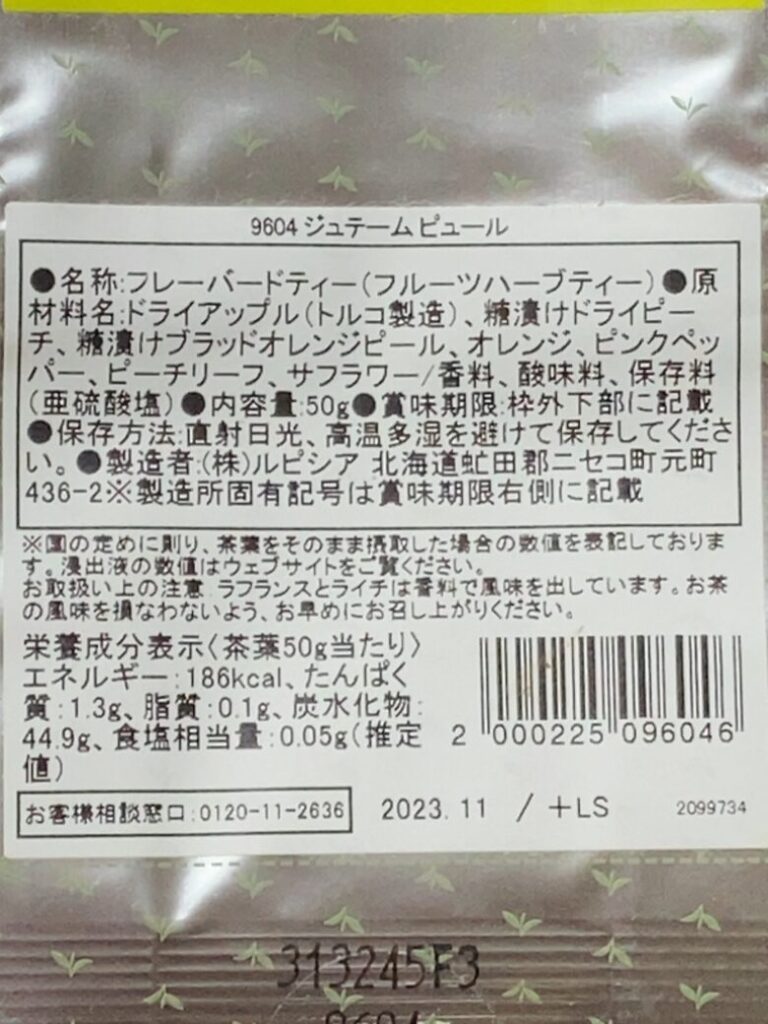 9604 ジュテーム ピュール
●名称:フレーバードティー(フルーツハーブティー)●原
材料名:ドライアップル(トルコ製造)、糖漬けドライピー
チ、糖漬けブラッドオレンジピール、オレンジ、ピンクペッ
パー、ピーチリーフ、サフラワー/香料、酸味料、保存料
(亜硫酸塩)●内容量:50g●賞味期限:枠外下部に記載
●保存方法:直射日光、高温多湿を避けて保存してくださ
い。●製造者:(株)ルピシア 北海道虻田郡ニセコ町元町
436-2※製造所固有記号は賞味期限右側に記載
※国の定めに則り、茶葉をそのまま摂取した場合の数値を表記しておりま
す。浸出液の数値はウェブサイトをご覧ください。
お取扱い上の注意:ラフランスとライチは香料で風味を出しています。お茶
の風味を損なわないよう、お早めにお召し上がりください。
栄養成分表示〈茶葉50g当たり〉
エネルギー:186kcal、たんぱく
質:1.3g、脂質:0.1g、炭水化物:
44.9g、食塩相当量:0.05g(推定
値)
2 000225 096046
お客様相談窓口:0120-11-2636
2023.11 / +LS
2099734
313245F3
9604